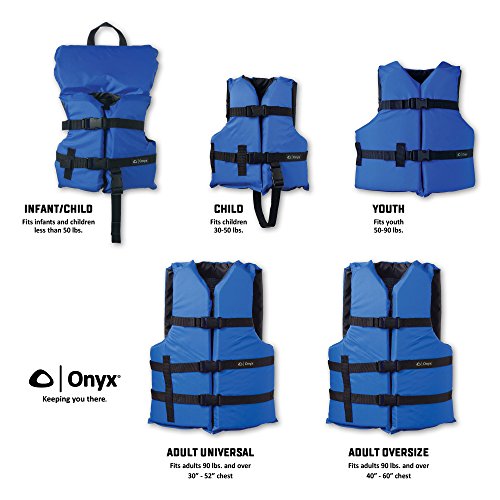 Onyx
Onyx
Onyx
INFANT/CHILD
Fits infants and children
less than 50 lbs.
CHILD
Fits children
30-50 lbs.
YOUTH
Fits youth
50-90 lbs.
Onyx
Onyx
Onyx®
Keeping you there.
ADULT UNIVERSAL
Fits adults 90 lbs. and over
30” - 52” chest
ADULT OVERSIZE
Fits adults 90 lbs. and over
40” - 60” chest